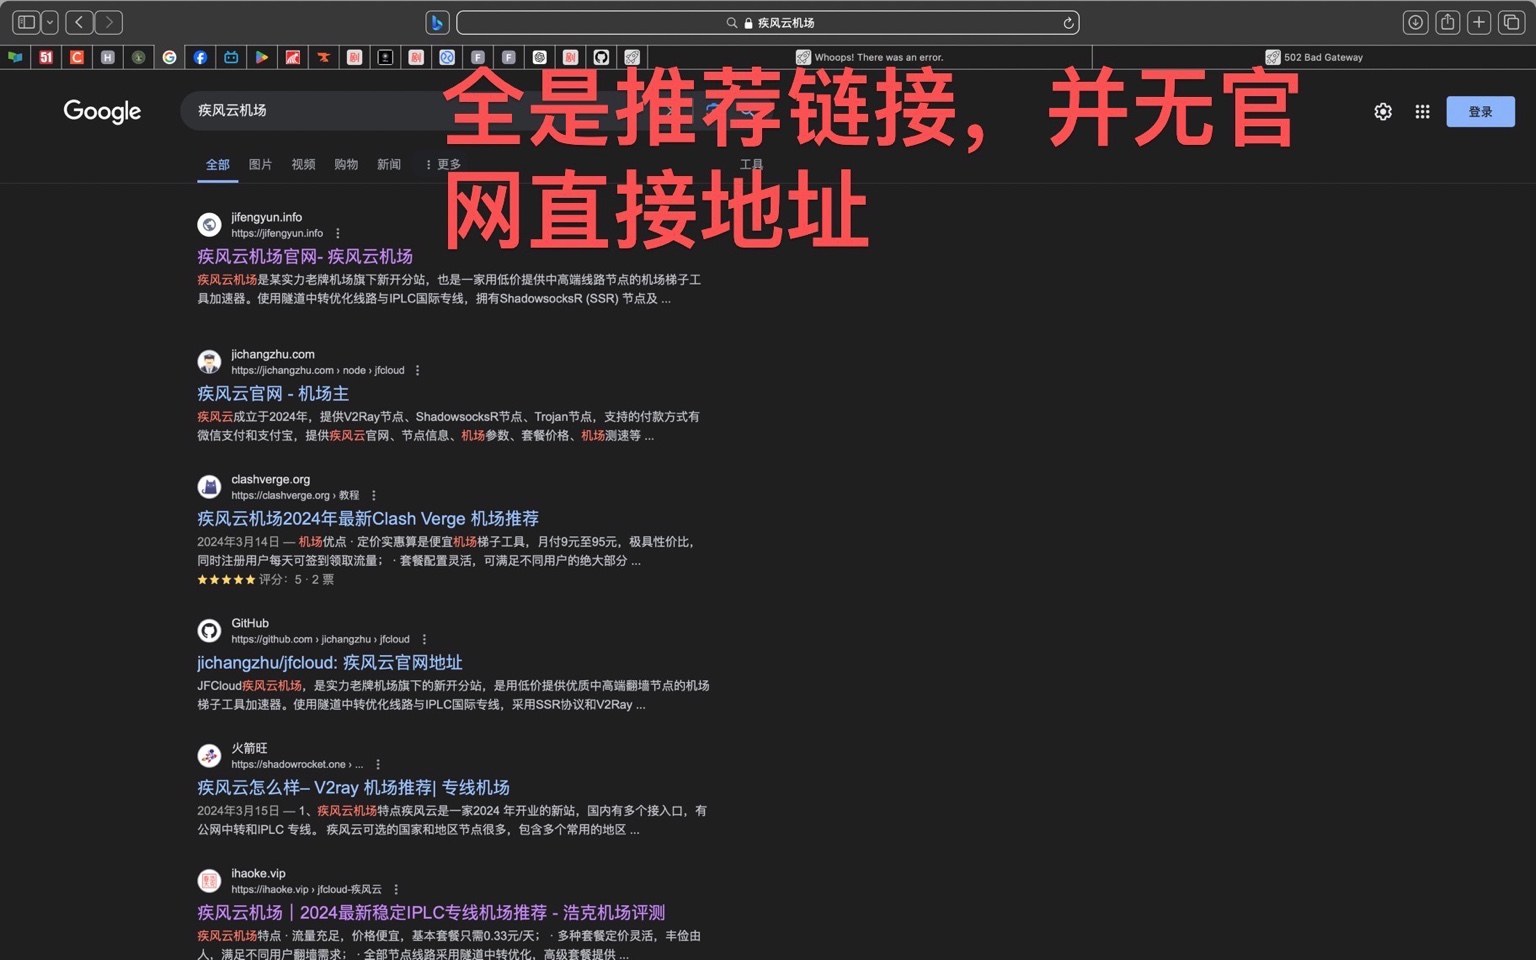 疾风云机场
Whoops! There was an error.
502 Bad Gateway
全是推荐链接，并无官
网直接地址
Google
疾风云机场
登录
全部 图片 视频 购物 新闻 更多 工具
jifengyun.info
https://jifengyun.info
疾风云机场官网- 疾风云机场
疾风云机场是某实力老牌机场旗下新开分站，也是一家用低价提供中高端线路节点的机场梯子工
具加速器。使用隧道中转优化线路与IPLC国际专线，拥有ShadowsocksR (SSR) 节点及 ...
jichangzhu.com
https://jichangzhu.com › node › jfcloud
疾风云官网 - 机场主
疾风云成立于2024年，提供V2Ray节点、ShadowsocksR节点、Trojan节点，支持的付款方式有
微信支付和支付宝，提供疾风云官网、节点信息、机场参数、套餐价格、机场测速等 ...
clashverge.org
https://clashverge.org › 教程
疾风云机场2024年最新Clash Verge 机场推荐
2024年3月14日 — 机场优点 · 定价实惠算是便宜机场梯子工具，月付9元至95元，极具性价比，
同时注册用户每天可签到领取流量； · 套餐配置灵活，可满足不同用户的绝大部分 ...
★★★★★ 评分：5 · 2 票
GitHub
https://github.com › jichangzhu › jfcloud
jichangzhu/jfcloud: 疾风云官网地址
JFCloud疾风云机场，是实力老牌机场旗下的新开分站，是用低价提供优质中高端翻墙节点的机场
梯子工具加速器。使用隧道中转优化线路与IPLC国际专线，采用SSR协议和V2Ray ...
火箭旺
https://shadowrocket.one › ...
疾风云怎么样– V2ray 机场推荐| 专线机场
2024年3月15日 — 1、疾风云机场特点疾风云是一家2024 年开业的新站，国内有多个接入口，有
公网中转和IPLC 专线。 疾风云可选的国家和地区节点很多，包含多个常用的地区 ...
ihaoke.vip
https://ihaoke.vip › jfcloud-疾风云
疾风云机场｜2024最新稳定IPLC专线机场推荐 - 浩克机场评测
疾风云机场特点 · 流量充足，价格便宜，基本套餐只需0.33元/天； · 多种套餐定价灵活，丰俭由
人，满足不同用户翻墙需求； · 全部节点线路采用隧道中转优化，高级套餐提供 ...